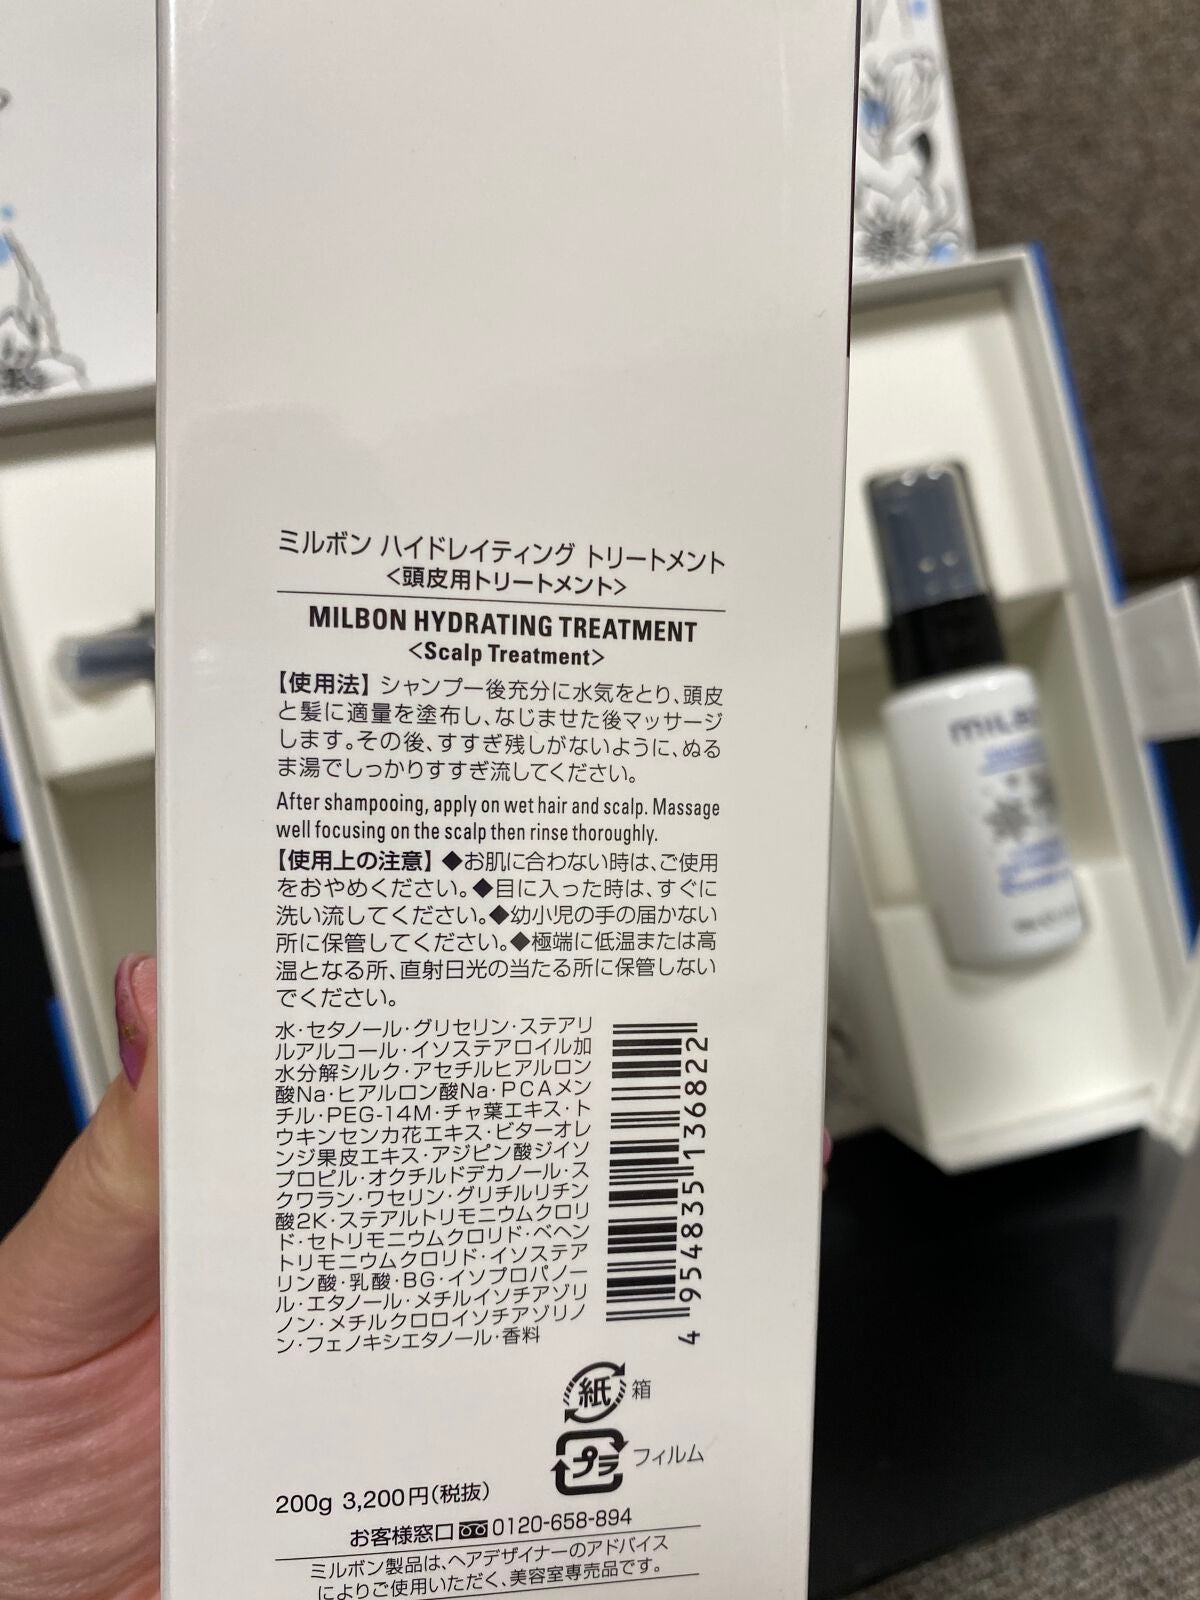 ミルボン ハイドレイティング トリートメント
<頭皮用トリートメント>
MILBON HYDRATING TREATMENT
<Scalp Treatment>
【使用法】シャンプー後充分に水気をとり、頭皮
と髪に適量を塗布し、なじませた後マッサージ
します。その後、すすぎ残しがないように、ぬる
ま湯でしっかりすすぎ流してください。
After shampooing, apply on wet hair and scalp. Massage
well focusing on the scalp then rinse thoroughly.
【使用上の注意】◆お肌に合わない時は、ご使用
をおやめください。◆目に入った時は、すぐに
洗い流してください。◆幼小児の手の届かない
所に保管してください。◆極端に低温または高
温となる所、直射日光の当たる所に保管しない
でください。
水・セタノール・グリセリン・ステアリ
ルアルコール・イソステアロイル加
水分解シルク・アセチルヒアルロン
酸Na・ヒアルロン酸Na・PCAメン
チル・PEG-14M・チャ葉エキス・ト
ウキンセンカ花エキス・ビターオレ
ンジ果皮エキス・アジピン酸ジイソ
プロピル・オクチルドデカノール・ス
クワラン・ワセリン・グリチルリチン
酸2K・ステアルトリモニウムクロリ
ド・セトリモニウムクロリド・ベヘン
トリモニウムクロリド・イソステア
リン酸・乳酸・BG・イソプロパノー
ル・エタノール・メチルイソチアゾリ
ノン・メチルクロロイソチアゾリノ
ン・フェノキシエタノール・香料
4 954835 136822
紙 箱
プラ フィルム
200g 3,200円(税抜)
お客様窓口 0120-658-894
ミルボン製品は、ヘアデザイナーのアドバイス
によりご使用いただく、美容室専売品です。
MILB